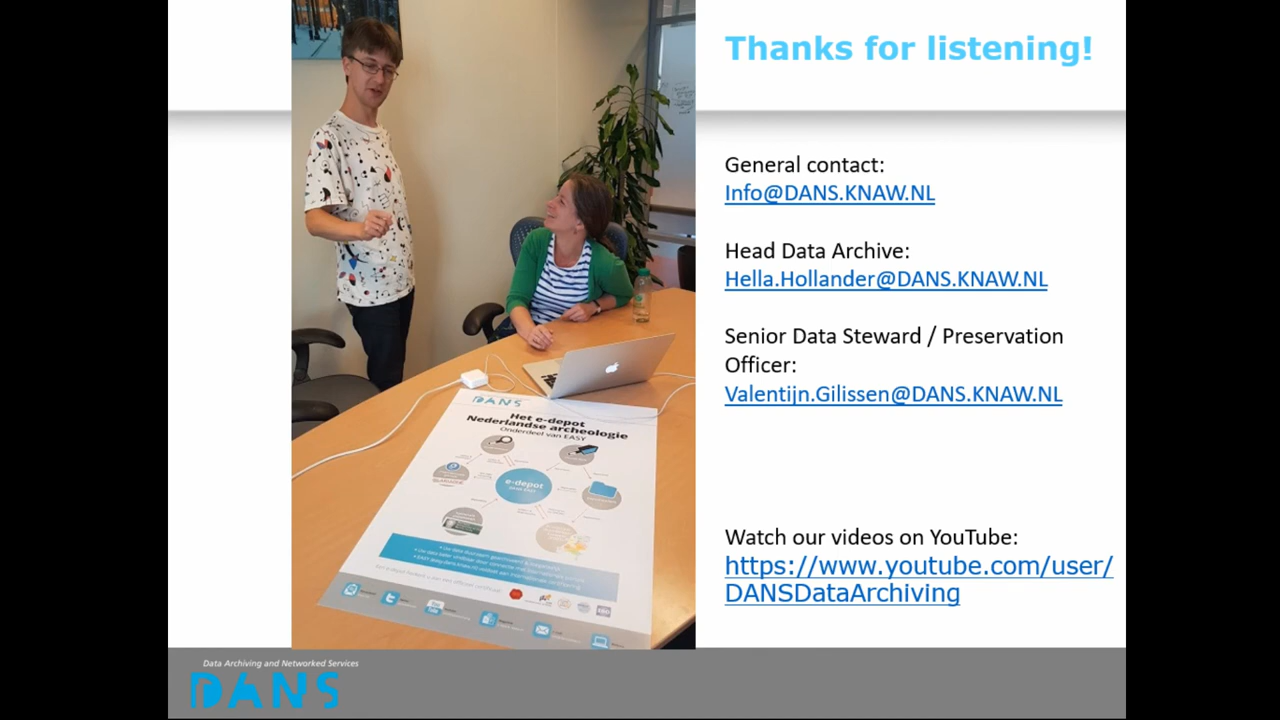 Thanks for listening!
General contact:
Info@DANS.KNAW.NL
Head Data Archive:
Hella.Hollander@DANS.KNAW.NL
Senior Data Steward / Preservation
Officer:
Valentijn.Gilissen@DANS.KNAW.NL
Watch our videos on YouTube:
https://www.youtube.com/user/
DANSDataArchiving
DANS
Het e-depot
Nederlandse archeologie
Onderdeel van EASY
e-depot
Data Archiving and Networked Services
DANS